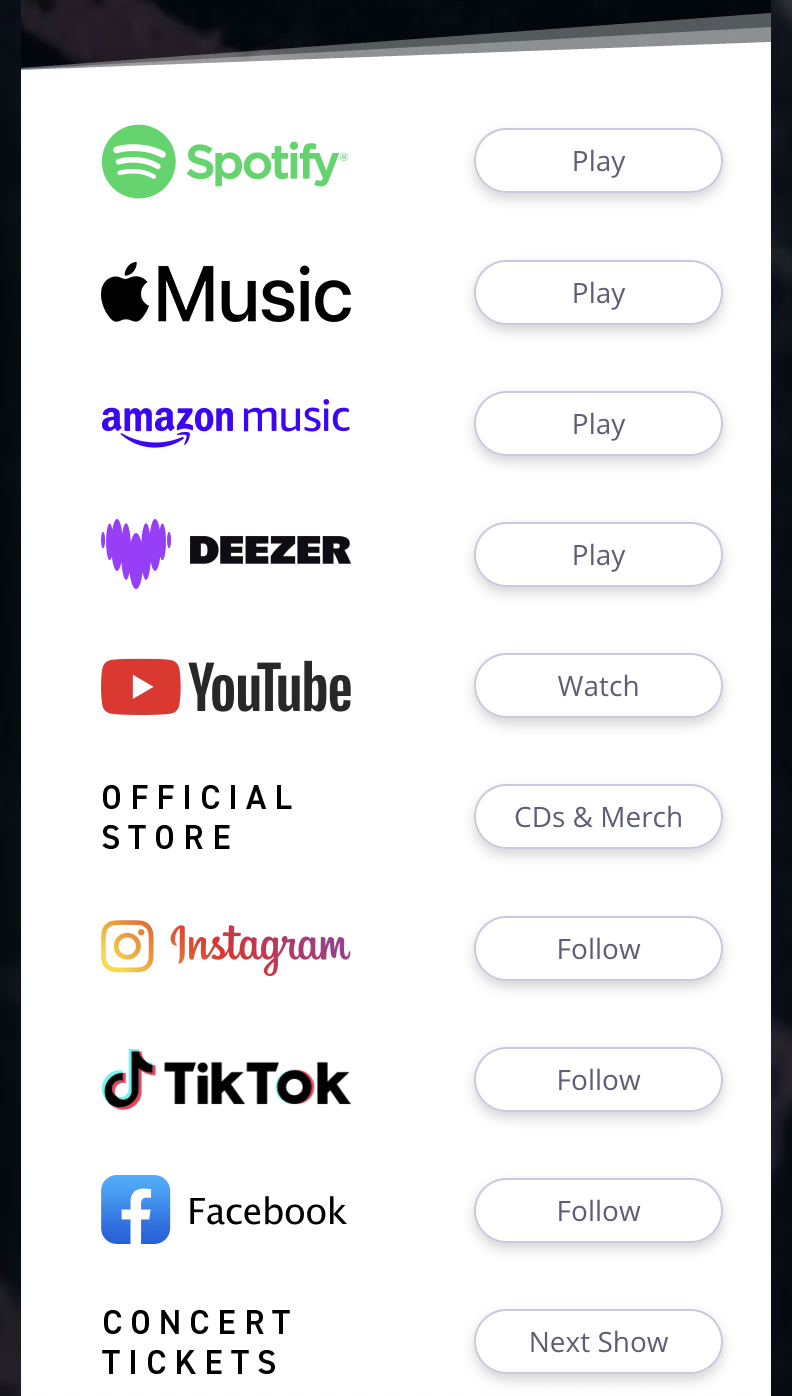 Spotify® Play
Music Play
amazon music Play
DEEZER Play
YouTube Watch
OFFICIAL
STORE
CDs & Merch
Instagram Follow
TikTok Follow
Facebook Follow
CONCERT
TICKETS
Next Show